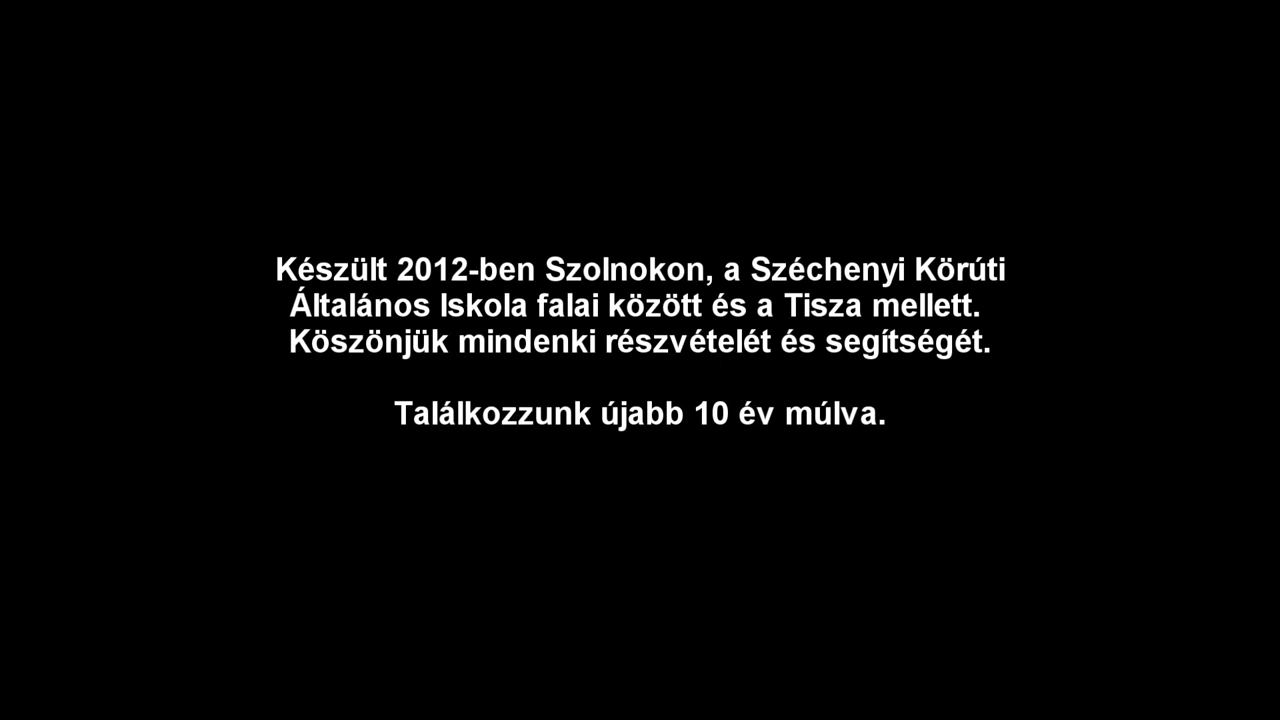 Készült 2012-ben Szolnokon, a Széchenyi Körúti
Általános Iskola falai között és a Tisza mellett.
Köszönjük mindenki részvételét és segítségét.
Találkozzunk újabb 10 év múlva.